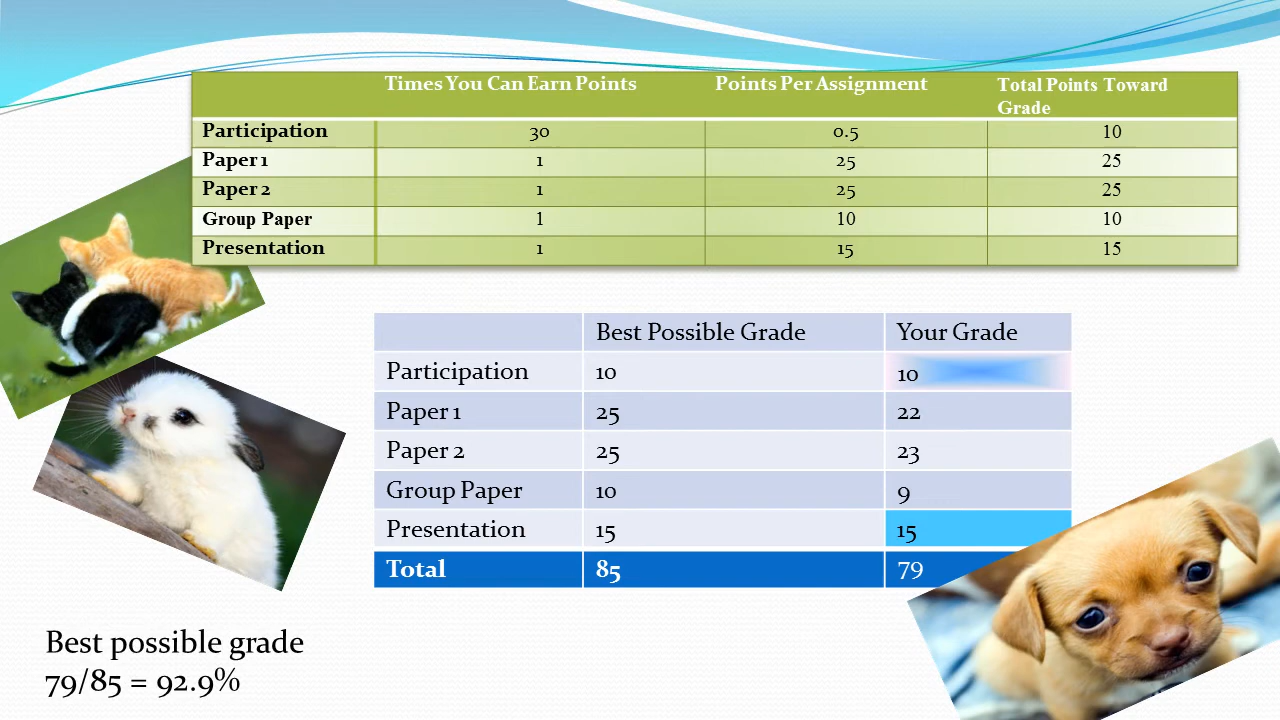 Times You Can Earn Points Points Per Assignment Total Points Toward Grade
Participation 30 0.5 10
Paper 1 1 25 25
Paper 2 1 25 25
Group Paper 1 10 10
Presentation 1 15 15
Best Possible Grade Your Grade
Participation 10 10
Paper 1 25 22
Paper 2 25 23
Group Paper 10 9
Presentation 15 15
Total 85 79
Best possible grade
79/85 = 92.9%